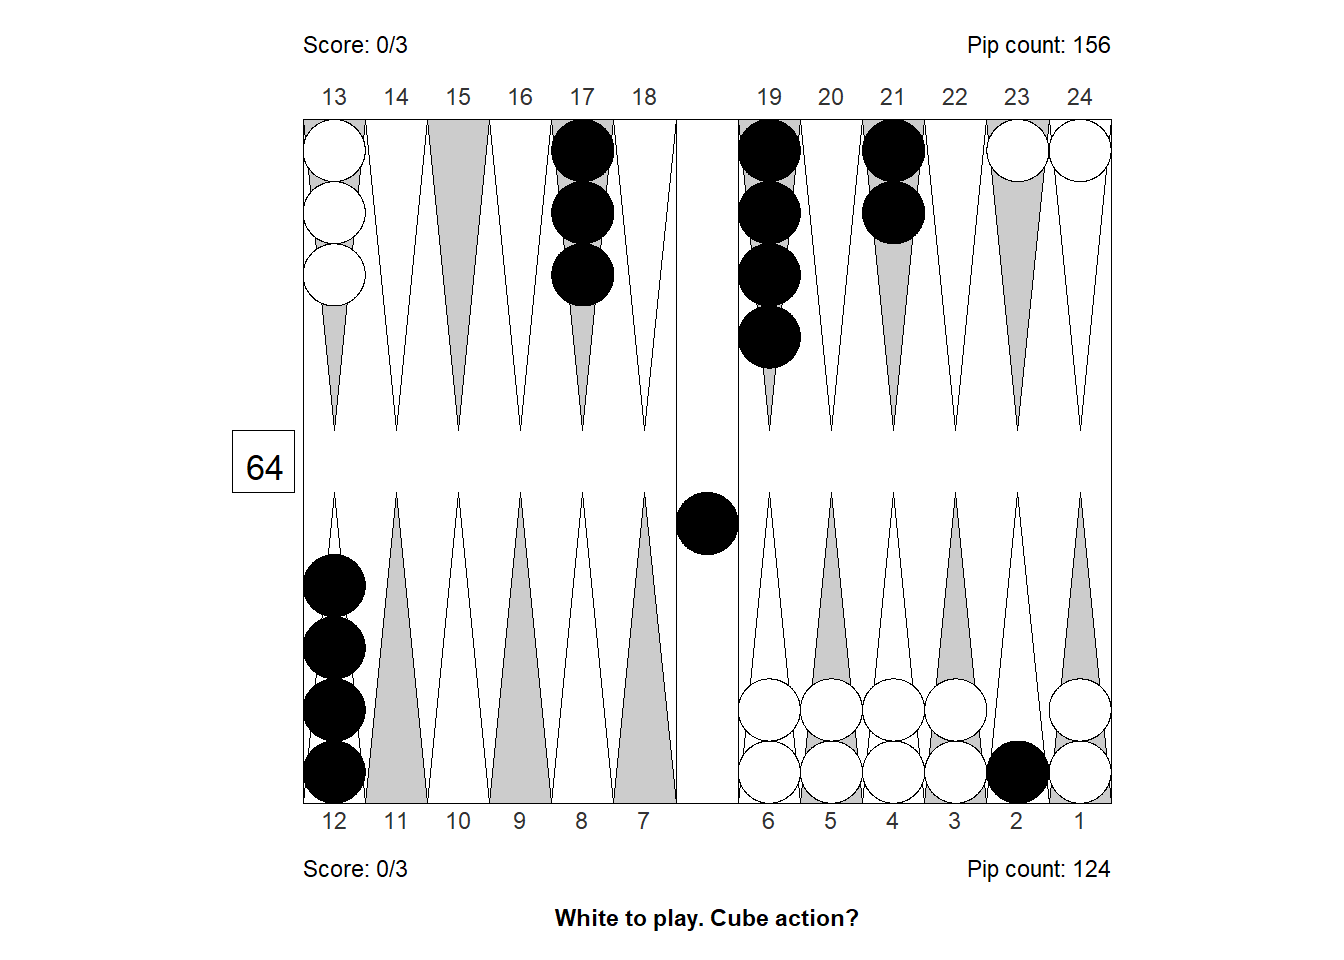 Score: 0/3 Pip count: 156
13 14 15 16 17 18 19 20 21 22 23 24
64
12 11 10 9 8 7 6 5 4 3 2 1
Score: 0/3 Pip count: 124
White to play. Cube action?